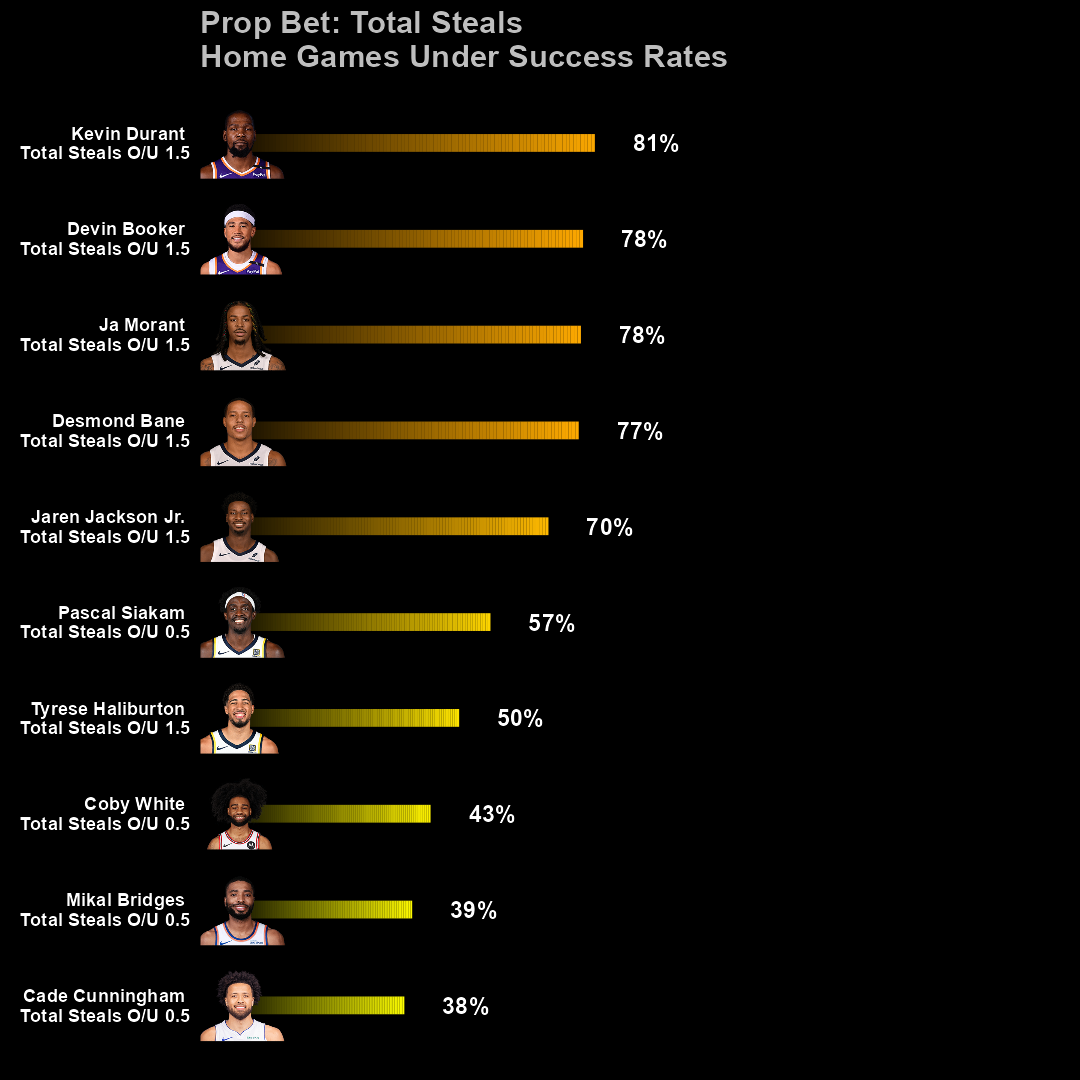 Prop Bet: Total Steals
Home Games Under Success Rates
Kevin Durant
Total Steals O/U 1.5
81%
Devin Booker
Total Steals O/U 1.5
78%
Ja Morant
Total Steals O/U 1.5
78%
Desmond Bane
Total Steals O/U 1.5
77%
Jaren Jackson Jr.
Total Steals O/U 1.5
70%
Pascal Siakam
Total Steals O/U 0.5
57%
Tyrese Haliburton
Total Steals O/U 1.5
50%
Coby White
Total Steals O/U 0.5
43%
Mikal Bridges
Total Steals O/U 0.5
39%
Cade Cunningham
Total Steals O/U 0.5
38%